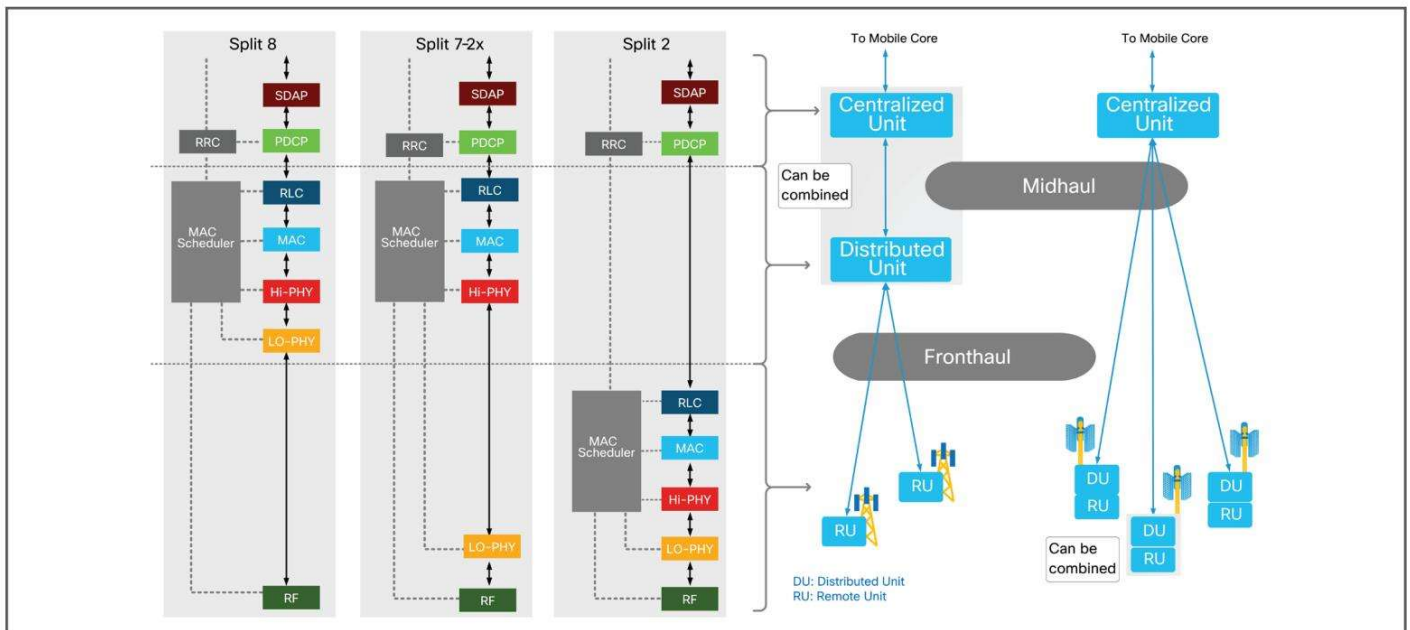 Split 8
SDAP
RRC
PDCP
RLC
MAC
Scheduler
MAC
Hi-PHY
LO-PHY
RF
Split 7-2x
SDAP
RRC
PDCP
RLC
MAC
Scheduler
MAC
Hi-PHY
LO-PHY
RF
Split 2
SDAP
RRC
PDCP
RLC
MAC
Scheduler
MAC
Hi-PHY
LO-PHY
RF
To Mobile Core
Centralized
Unit
Can be
combined
Distributed
Unit
RU
RU
DU: Distributed Unit
RU: Remote Unit
Midhaul
Fronthaul
To Mobile Core
Centralized
Unit
DU
RU
DU
RU
DU
RU
Can be
combined